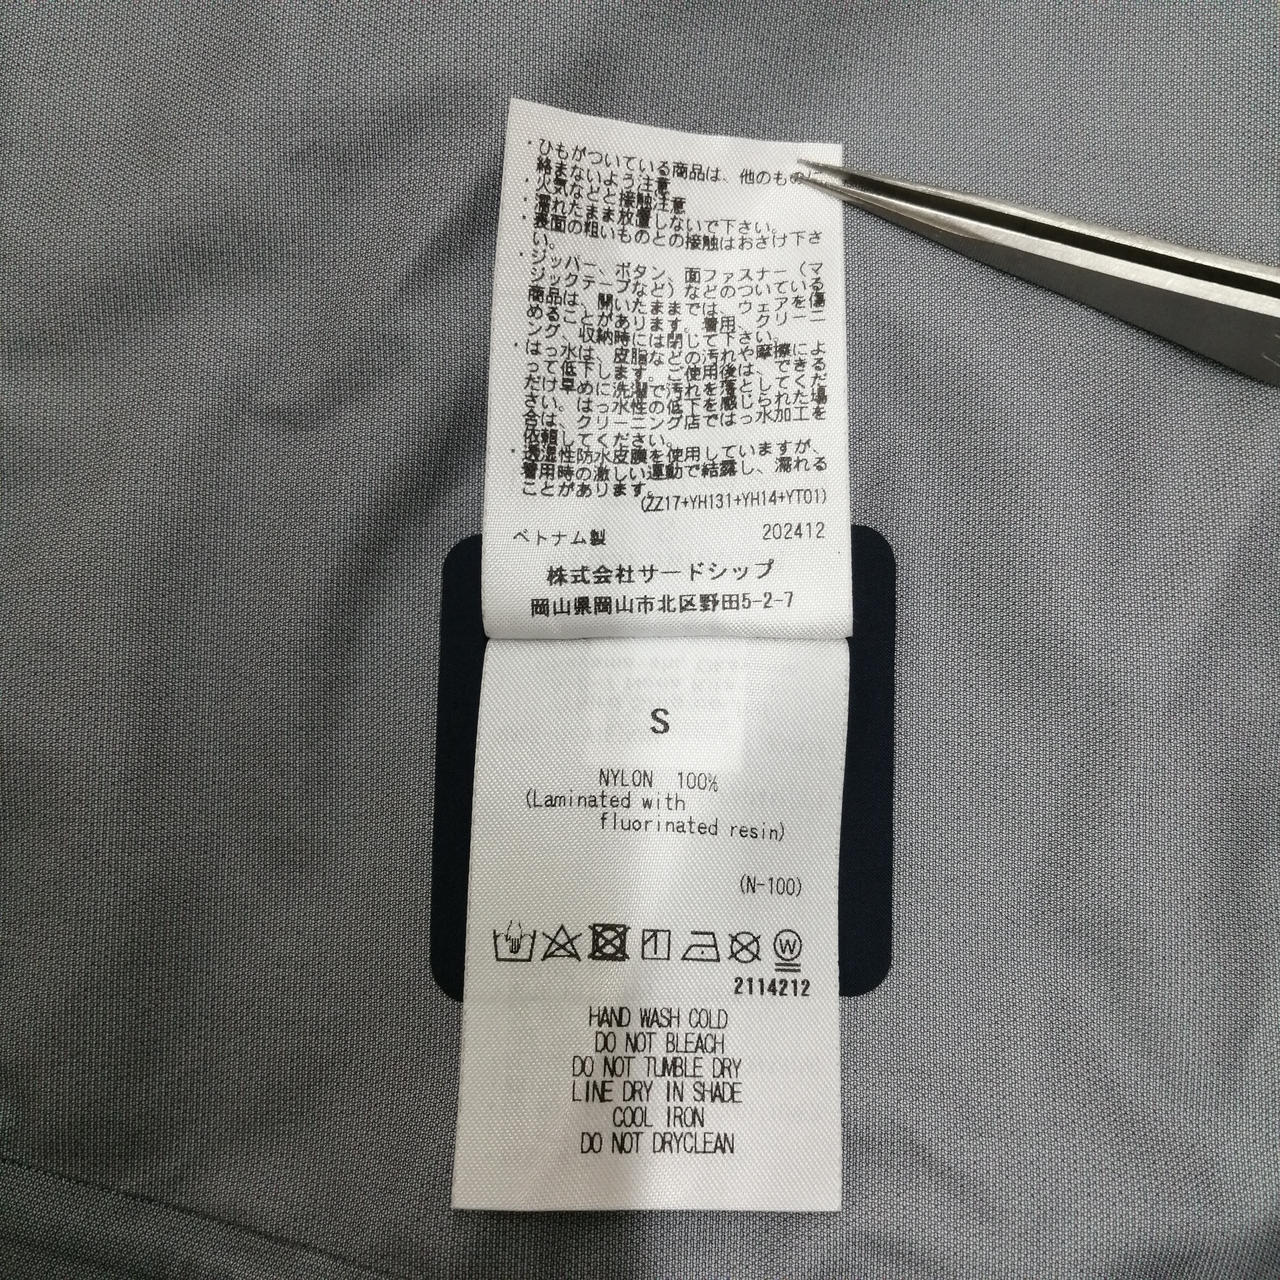 ・ひもがついている商品は、他のものに
絡まないよう注意
・火気などと接触注意
・濡れたまま放置しないで下さい。
・表面の粗いものとの接触はおさけ下さ
い。
・ジッパー、ボタン、面ファスナー（マ
ジックテープなど）などのついている
商品は、開いたままでは、ウェアを傷
めることがあります。着用、クリーニ
ング、収納時には閉じて下さい。
・はっ水は、皮脂などの汚れや摩擦によ
って低下します。ご使用後は、できる
だけ早めに洗濯で汚れを落としてくだ
さい。はっ水性の低下を感じられた場
合は、クリーニング店ではっ水加工を
依頼してください。
・透湿性防水皮膜を使用していますが、
着用時の激しい運動で結露し、濡れる
ことがあります。
(ZZ17+YH131+YH14+YT01)
ベトナム製 202412
株式会社サードシップ
岡山県岡山市北区野田5-2-7
S
NYLON 100%
(Laminated with
fluorinated resin)
(N-100)
W
2114212
HAND WASH COLD
DO NOT BLEACH
DO NOT TUMBLE DRY
LINE DRY IN SHADE
COOL IRON
DO NOT DRYCLEAN